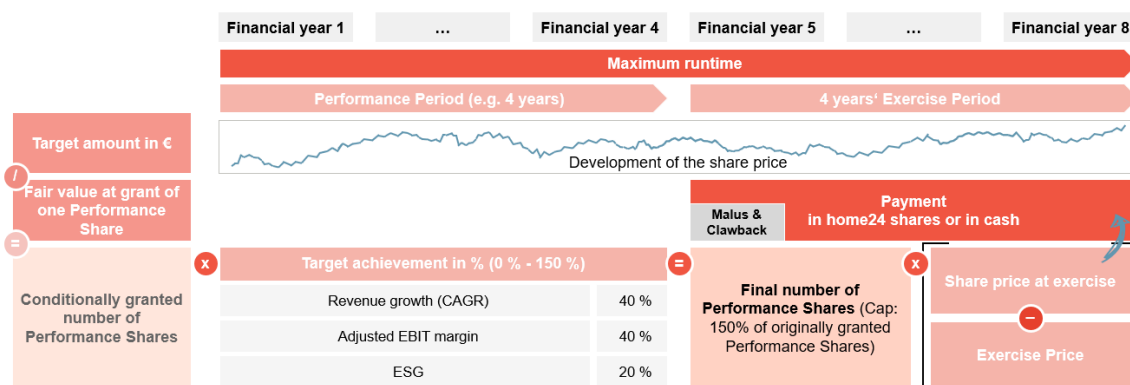 Financial year 1
...
Financial year 4
Financial year 5
...
Financial year 8
Maximum runtime
Performance Period (e.g. 4 years)
4 years‘ Exercise Period
Target amount in €
Development of the share price
/
Fair value at grant of
one Performance
Share
Malus &
Clawback
Payment
in home24 shares or in cash
=
Conditionally granted
number of
Performance Shares
x
Target achievement in % (0 % - 150 %)
Revenue growth (CAGR)
40 %
Adjusted EBIT margin
40 %
ESG
20 %
=
Final number of
Performance Shares (Cap:
150% of originally granted
Performance Shares)
x
Share price at exercise
–
Exercise Price